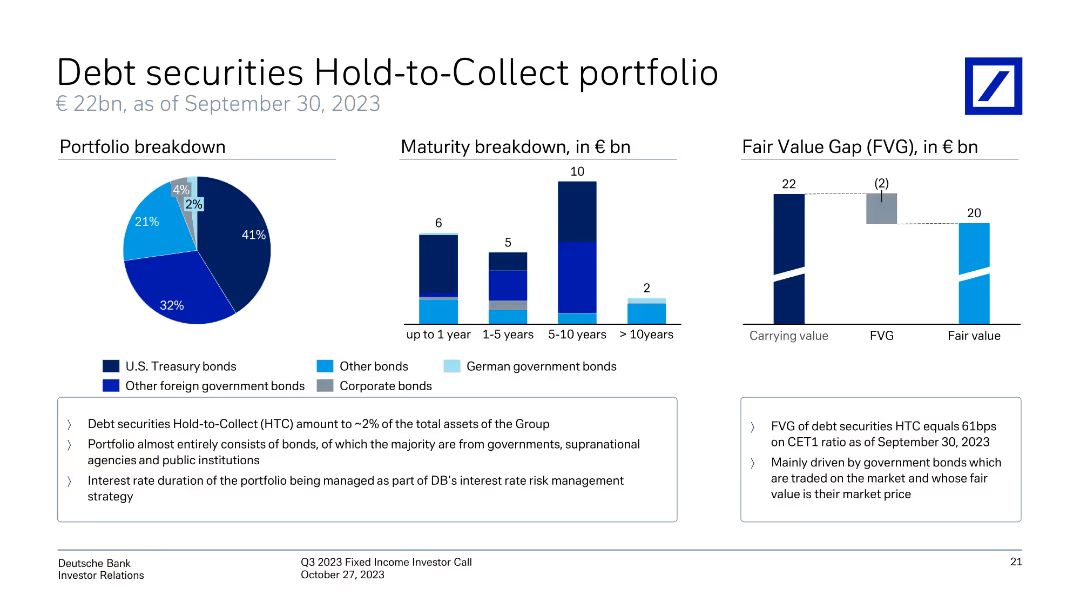 Debt securities Hold-to-Collect portfolio
€ 22bn, as of September 30, 2023
Portfolio breakdown
4%
2%
21%
41%
32%
Maturity breakdown, in € bn
10
6
5
2
up to 1 year
1-5 years
5-10 years
> 10years
U.S. Treasury bonds
Other bonds
German government bonds
Other foreign government bonds
Corporate bonds
Fair Value Gap (FVG), in € bn
22
(2)
20
Carrying value
FVG
Fair value
〉 Debt securities Hold-to-Collect (HTC) amount to ~2% of the total assets of the Group
〉 Portfolio almost entirely consists of bonds, of which the majority are from governments, supranational
agencies and public institutions
〉 Interest rate duration of the portfolio being managed as part of DB's interest rate risk management
strategy
〉 FVG of debt securities HTC equals 61bps
on CET1 ratio as of September 30, 2023
〉 Mainly driven by government bonds which
are traded on the market and whose fair
value is their market price
Deutsche Bank
Investor Relations
Q3 2023 Fixed Income Investor Call
October 27, 2023
21